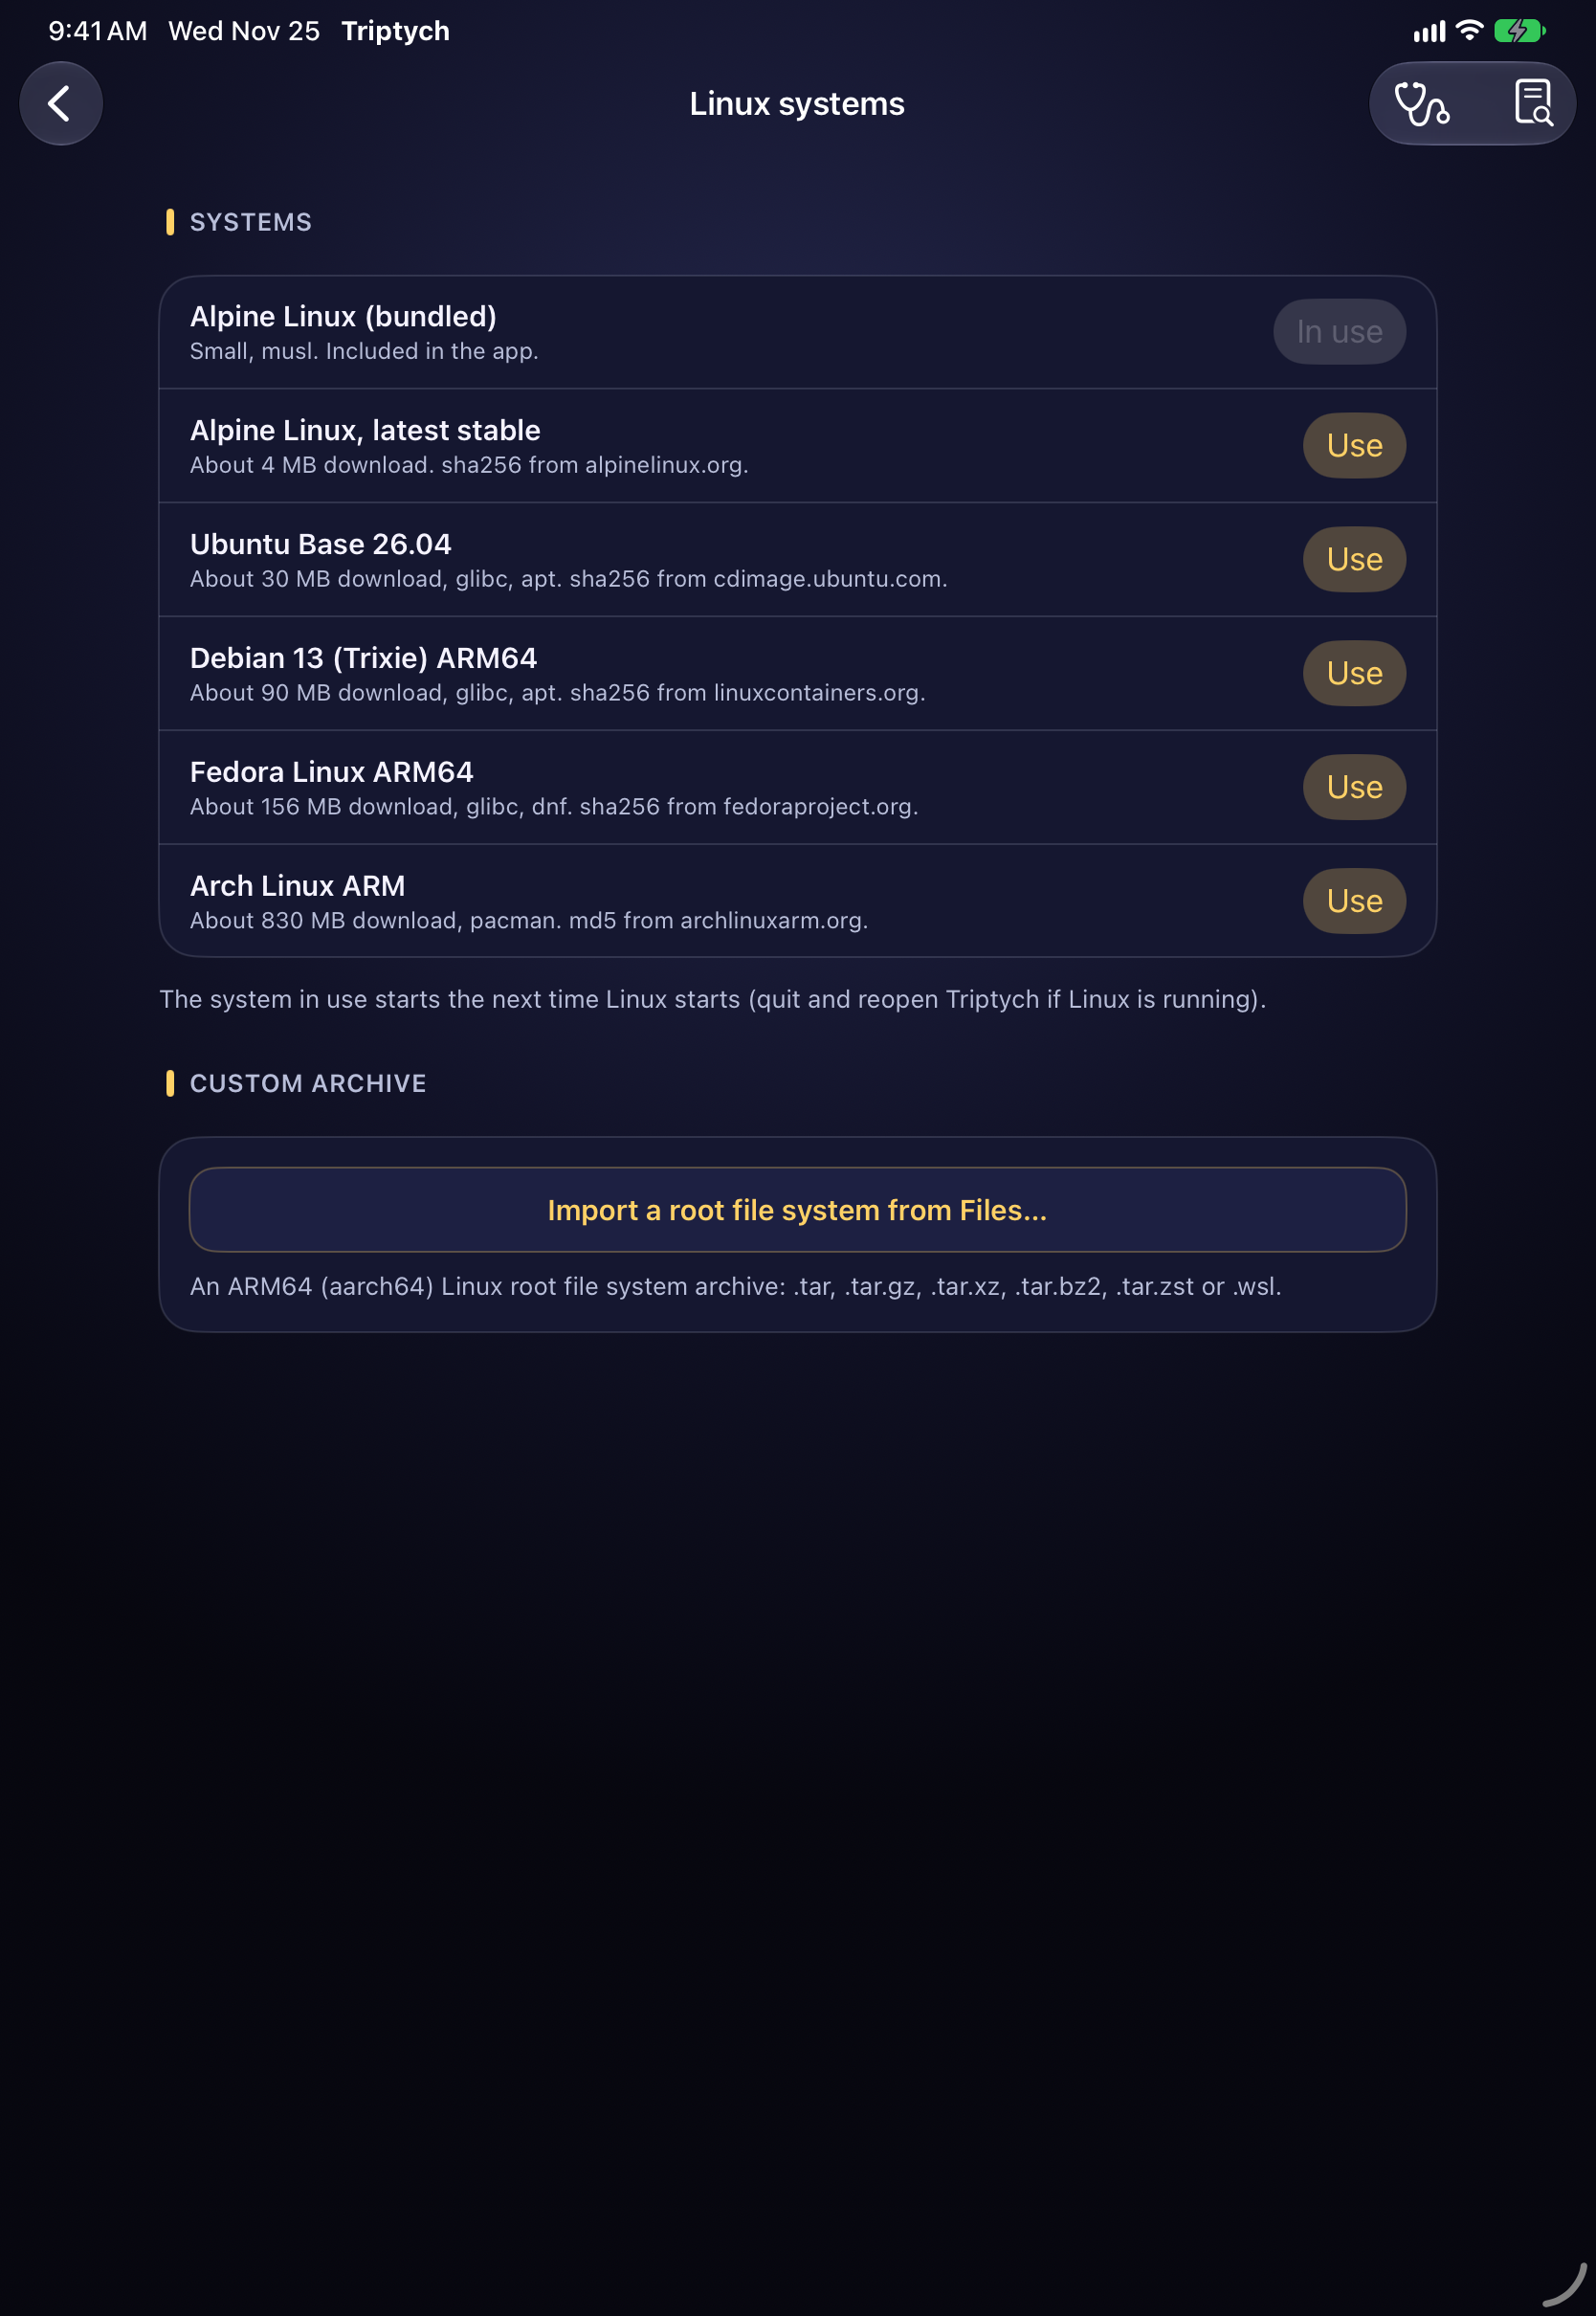 9:41 AM Wed Nov 25 Triptych
Linux systems
SYSTEMS
Alpine Linux (bundled)
Small, musl. Included in the app.
In use
Alpine Linux, latest stable
About 4 MB download. sha256 from alpinelinux.org.
Use
Ubuntu Base 26.04
About 30 MB download, glibc, apt. sha256 from cdimage.ubuntu.com.
Use
Debian 13 (Trixie) ARM64
About 90 MB download, glibc, apt. sha256 from linuxcontainers.org.
Use
Fedora Linux ARM64
About 156 MB download, glibc, dnf. sha256 from fedoraproject.org.
Use
Arch Linux ARM
About 830 MB download, pacman. md5 from archlinuxarm.org.
Use
The system in use starts the next time Linux starts (quit and reopen Triptych if Linux is running).
CUSTOM ARCHIVE
Import a root file system from Files...
An ARM64 (aarch64) Linux root file system archive: .tar, .tar.gz, .tar.xz, .tar.bz2, .tar.zst or .wsl.